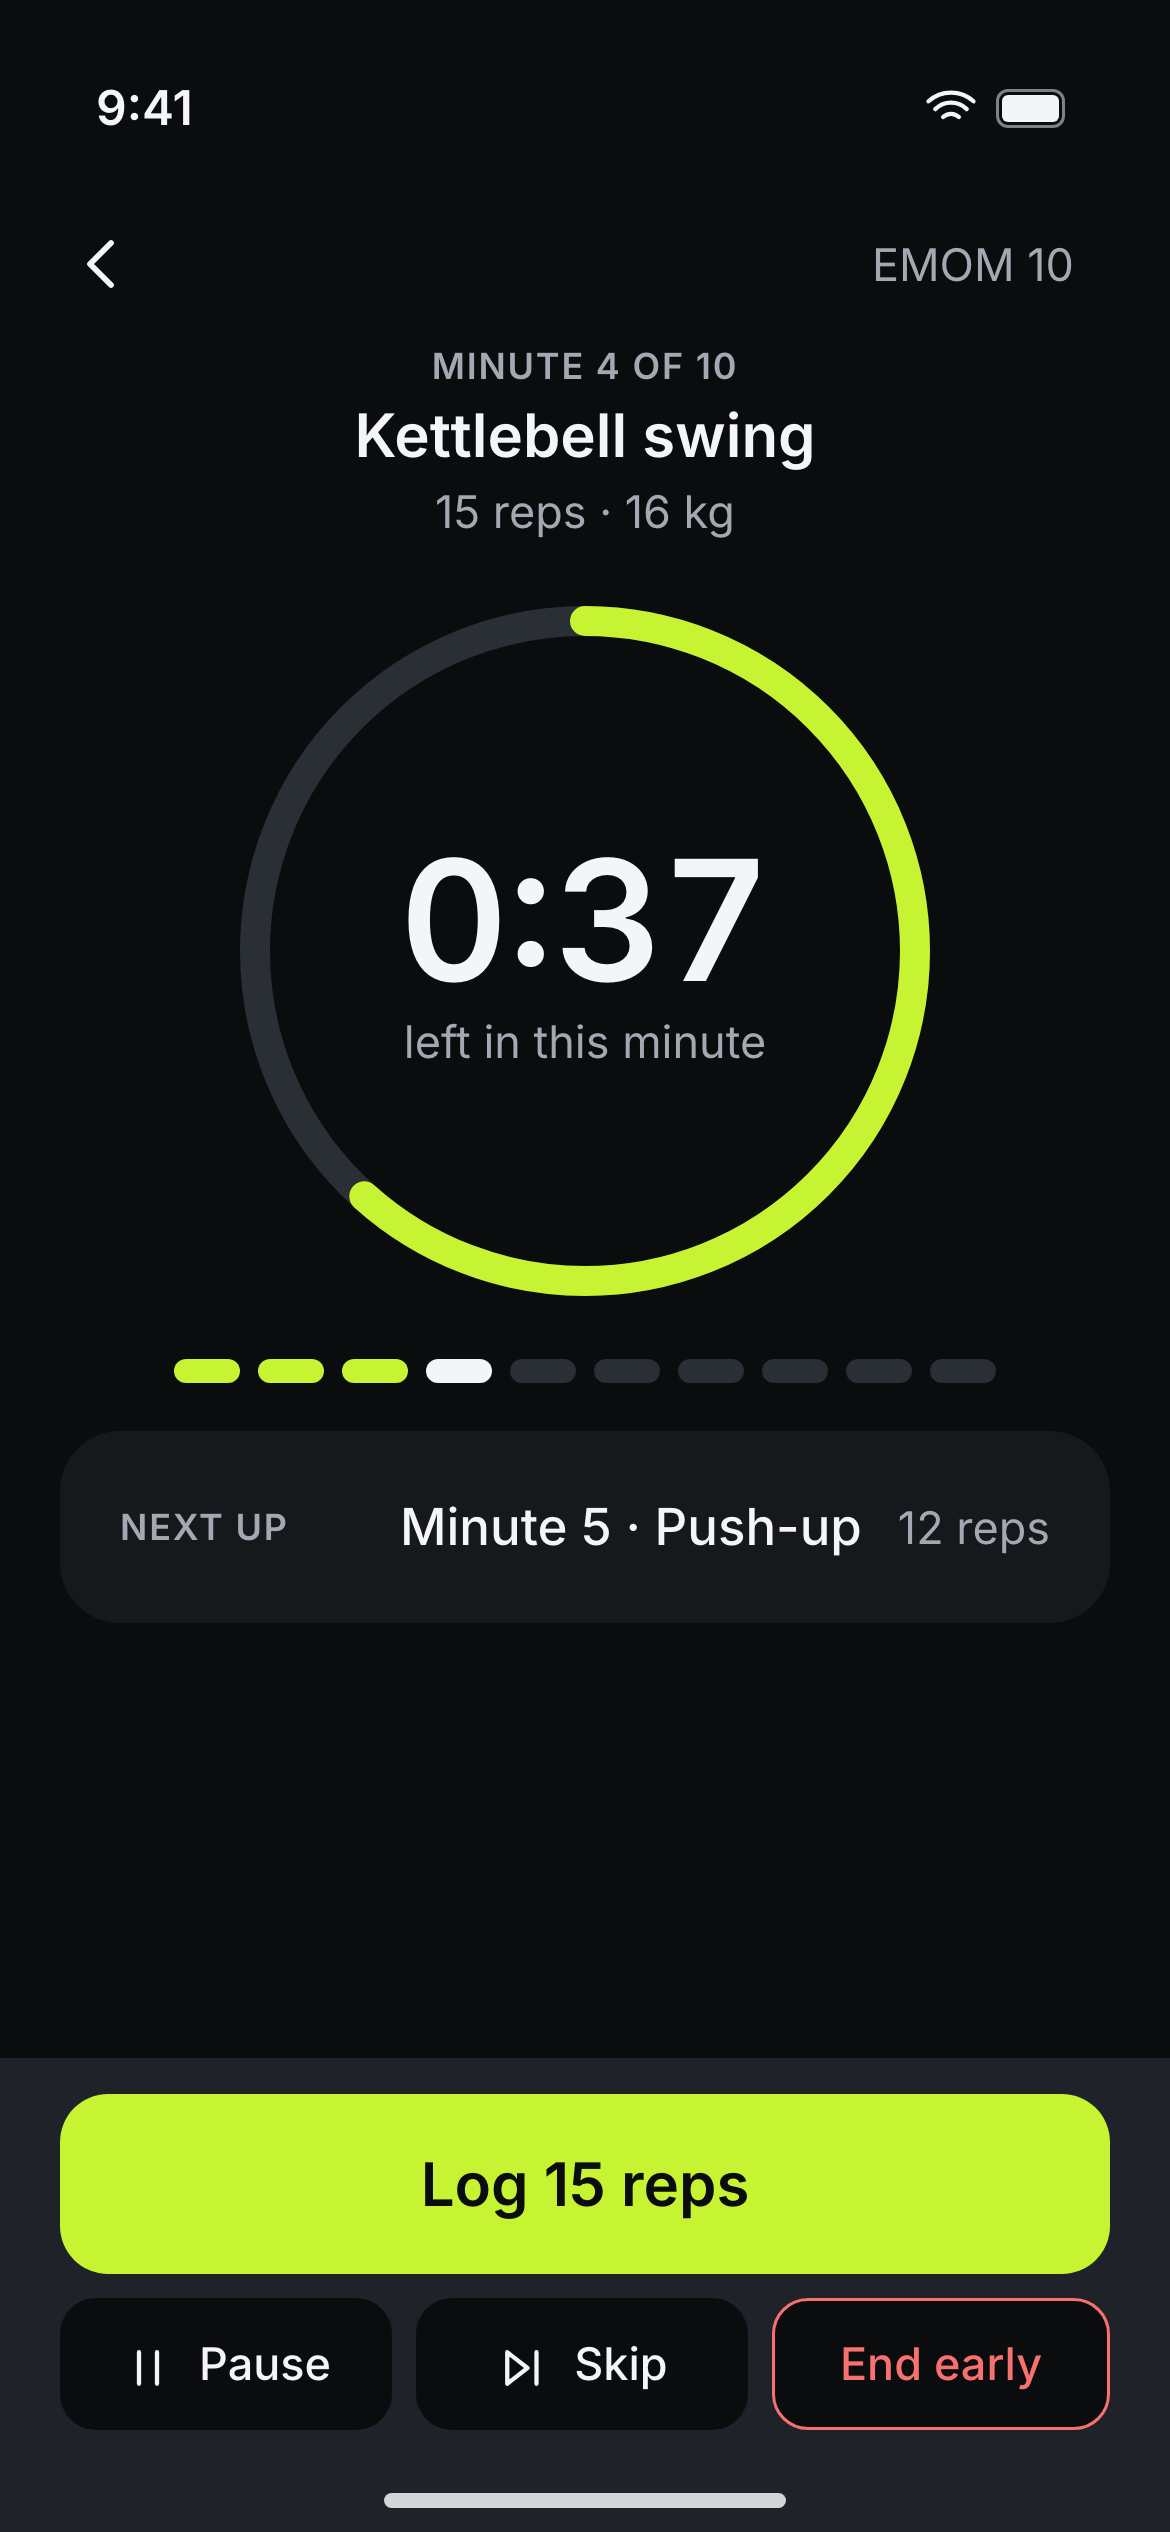 9:41
EMOM 10
MINUTE 4 OF 10
Kettlebell swing
15 reps · 16 kg
0:37
left in this minute
NEXT UP Minute 5 · Push-up 12 reps
Log 15 reps
Pause Skip End early